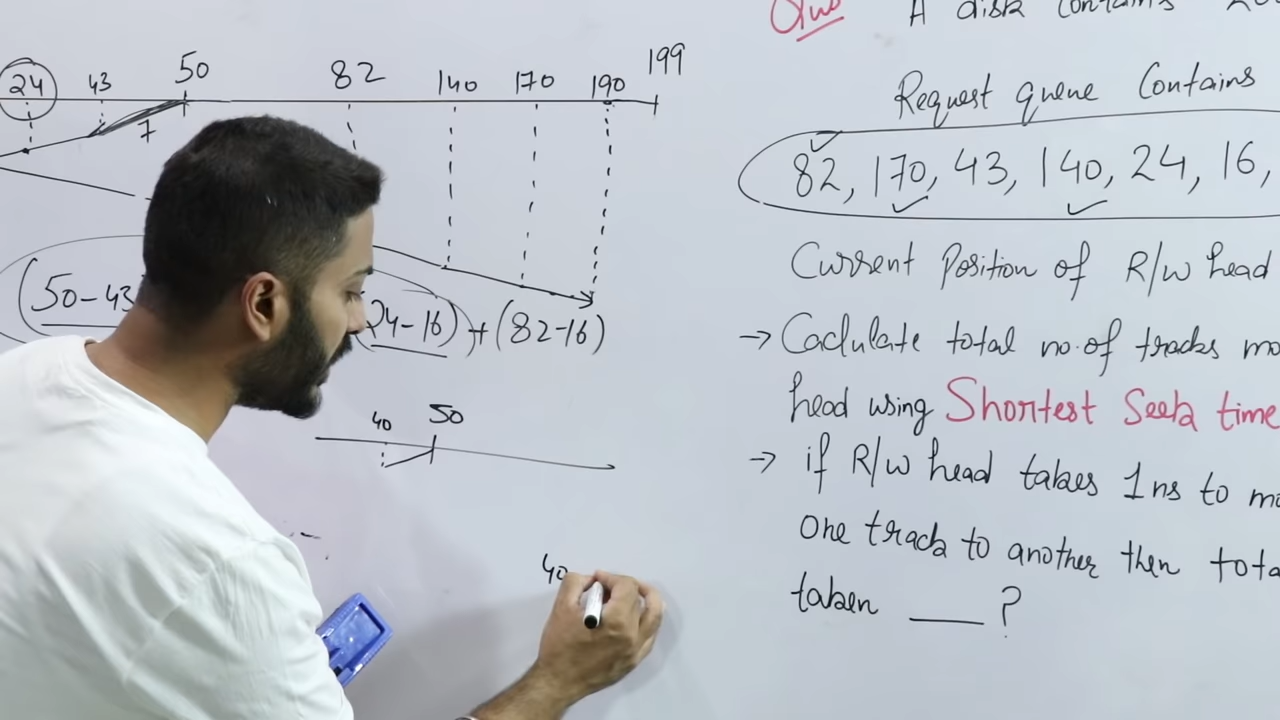 24 43 50 82 140 170 190 199
7
(50-43
24-16) + (82-16)
40 50
40
Ques A disk contains
Request queue Contains
82, 170, 43, 140, 24, 16,
Current Position of R/w head
→ Caclulate total no. of tracks mo
head using Shortest Seek time
→ if R/w head takes 1ns to mo
One track to another then tota
taken ___ ?